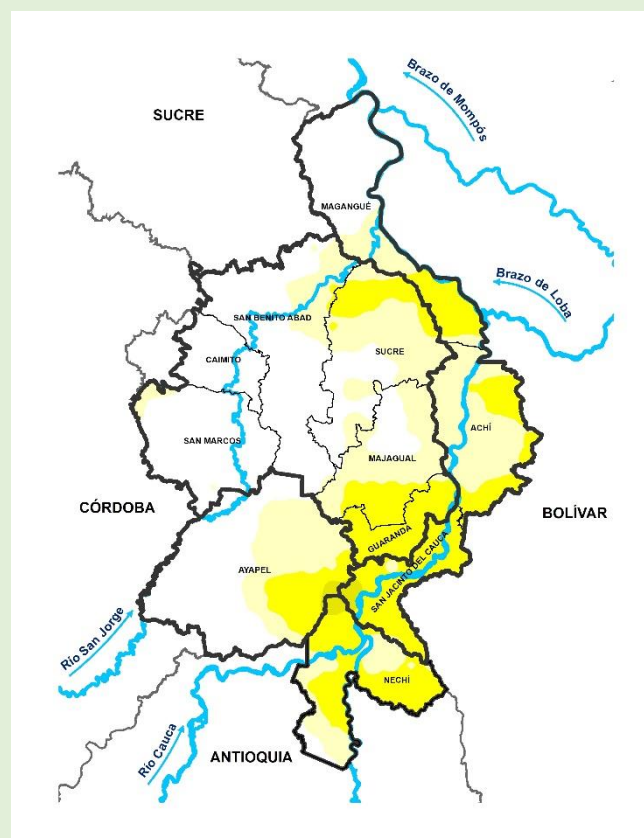 Brazo de Mompós
SUCRE
MAGANGUÉ
Brazo de Loba
SAN BENITO ABAD
SUCRE
CAIMITO
ACHÍ
SAN MARCOS
MAJAGUAL
CÓRDOBA
BOLÍVAR
GUARANDA
SAN JACINTO DEL CAUCA
AYAPEL
Río San Jorge
NECHÍ
Río Cauca
ANTIOQUIA